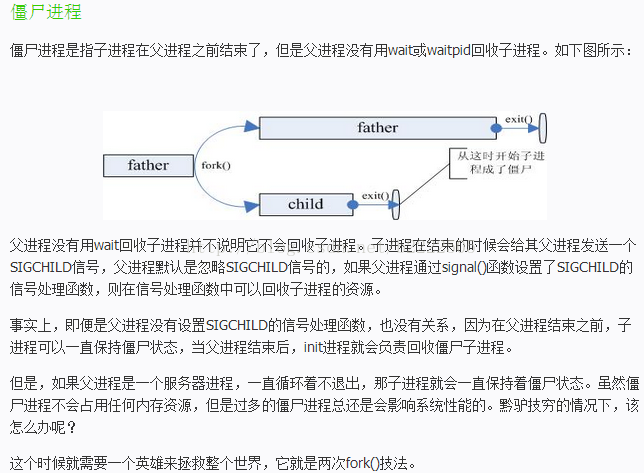 僵尸进程
僵尸进程是指子进程在父进程之前结束了，但是父进程没有用wait或waitpid回收子进程。如下图所示：
father
exit()
father
fork()
从这时开始子进
程成了僵尸
child
exit()
父进程没有用wait回收子进程并不说明它不会回收子进程。子进程在结束的时候会给其父进程发送一个
SIGCHILD信号，父进程默认是忽略SIGCHILD信号的，如果父进程通过signal()函数设置了SIGCHILD的
信号处理函数，则在信号处理函数中可以回收子进程的资源。
事实上，即便是父进程没有设置SIGCHILD的信号处理函数，也没有关系，因为在父进程结束之前，子
进程可以一直保持僵尸状态，当父进程结束后，init进程就会负责回收僵尸子进程。
但是，如果父进程是一个服务器进程，一直循环着不退出，那子进程就会一直保持着僵尸状态。虽然僵
尸进程不会占用任何内存资源，但是过多的僵尸进程总还是会影响系统性能的。黔驴技穷的情况下，该
怎么办呢？
这个时候就需要一个英雄来拯救整个世界，它就是两次fork()技法。